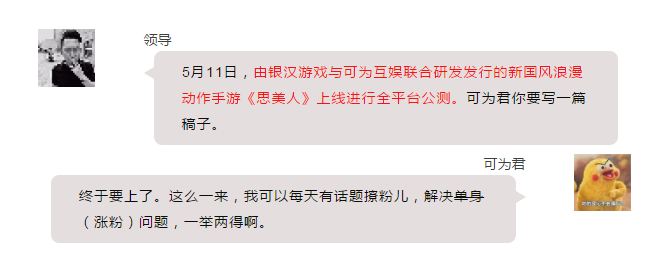 领导
5月11日，由银汉游戏与可为互娱联合研发发行的新国风浪漫
动作手游《思美人》上线进行全平台公测。可为君你要写一篇
稿子。
可为君
终于要上了。这么一来，我可以每天有话题撩粉儿，解决单身
（涨粉）问题，一举两得啊。